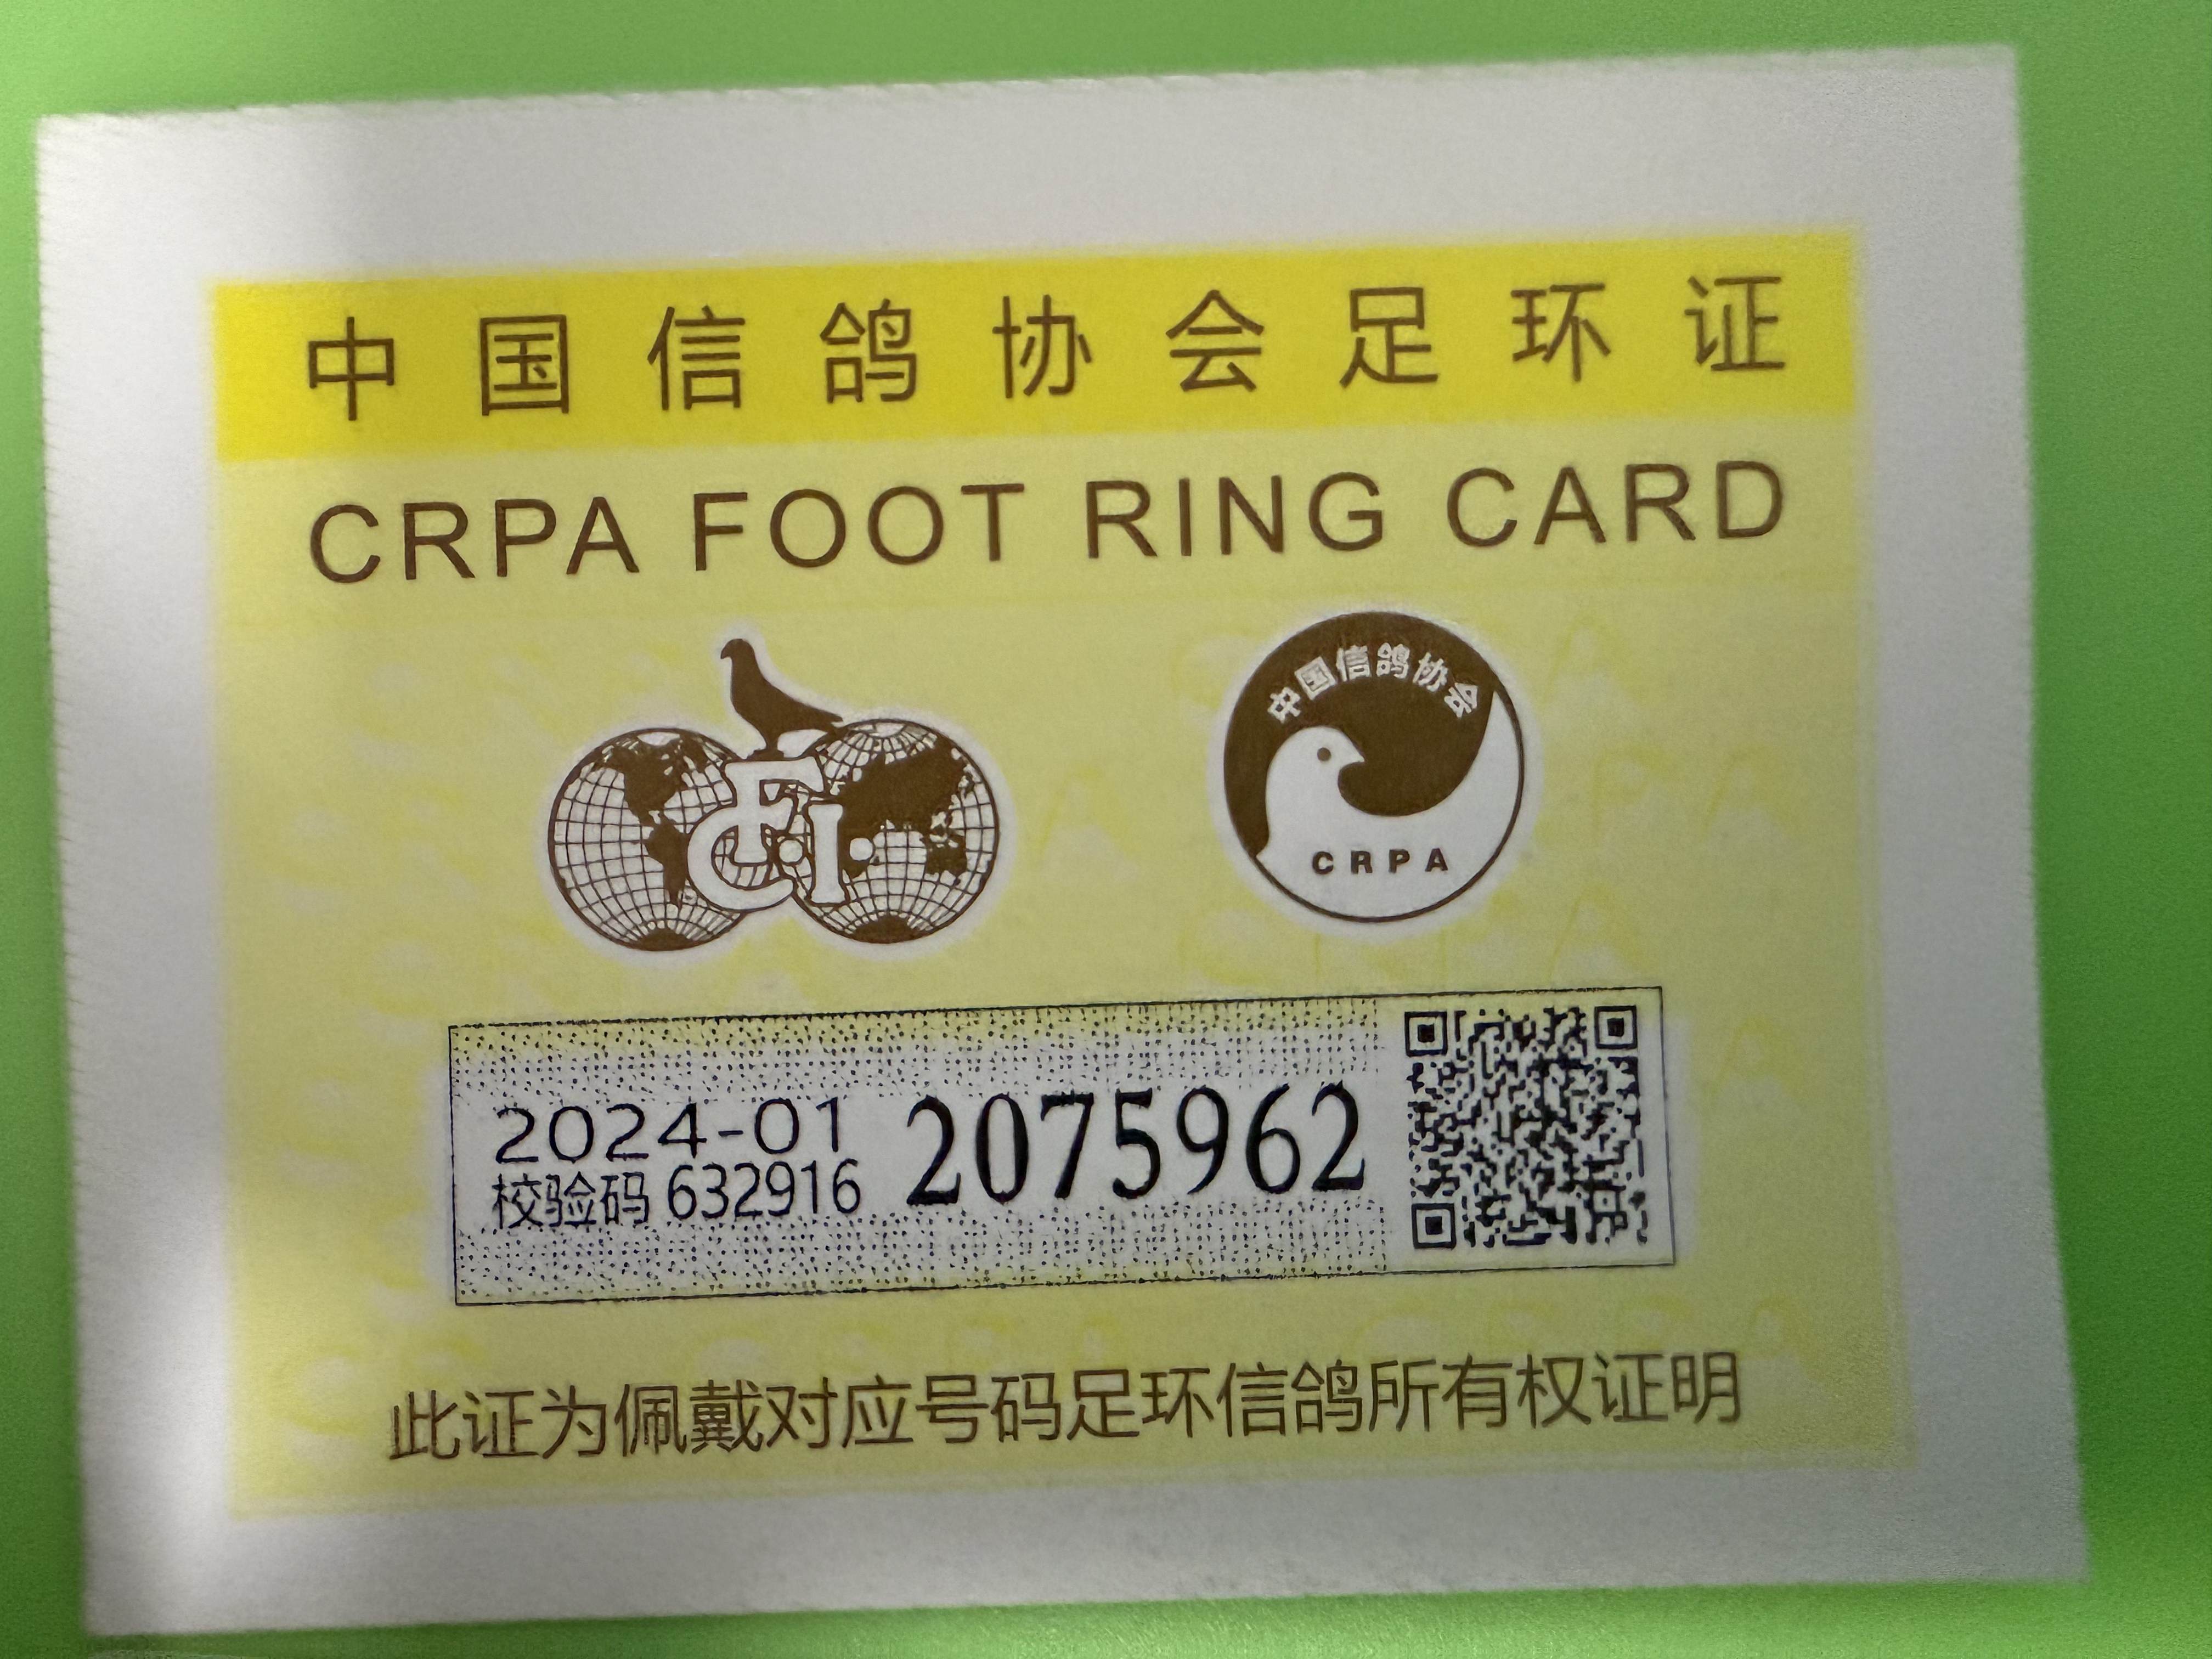 中国信鸽协会足环证
CRPA FOOT RING CARD
F.I.
中国信鸽协会
CRPA
2024-01
校验码 632916
2075962
此证为佩戴对应号码足环信鸽所有权证明